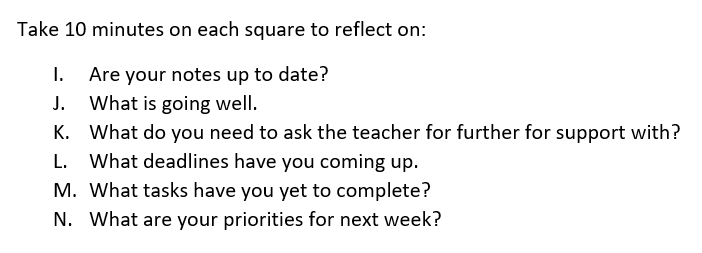 Take 10 minutes on each square to reflect on:
I. Are your notes up to date?
J. What is going well.
K. What do you need to ask the teacher for further for support with?
L. What deadlines have you coming up.
M. What tasks have you yet to complete?
N. What are your priorities for next week?